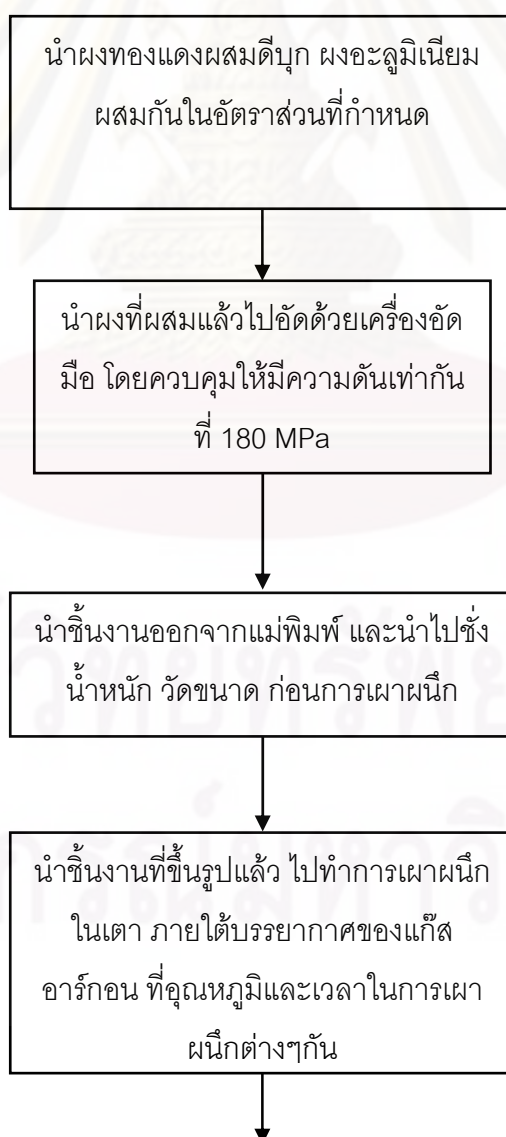 นำผงทองแดงผสมดีบุก ผงอะลูมิเนียม
ผสมกันในอัตราส่วนที่กำหนด
นำผงที่ผสมแล้วไปอัดด้วยเครื่องอัด
มือ โดยควบคุมให้มีความดันเท่ากัน
ที่ 180 MPa
นำชิ้นงานออกจากแม่พิมพ์ และนำไปชั่ง
น้ำหนัก วัดขนาด ก่อนการเผาผนึก
นำชิ้นงานที่ขึ้นรูปแล้ว ไปทำการเผาผนึก
ในเตา ภายใต้บรรยากาศของแก๊ส
อาร์กอน ที่อุณหภูมิและเวลาในการเผา
ผนึกต่างๆกัน